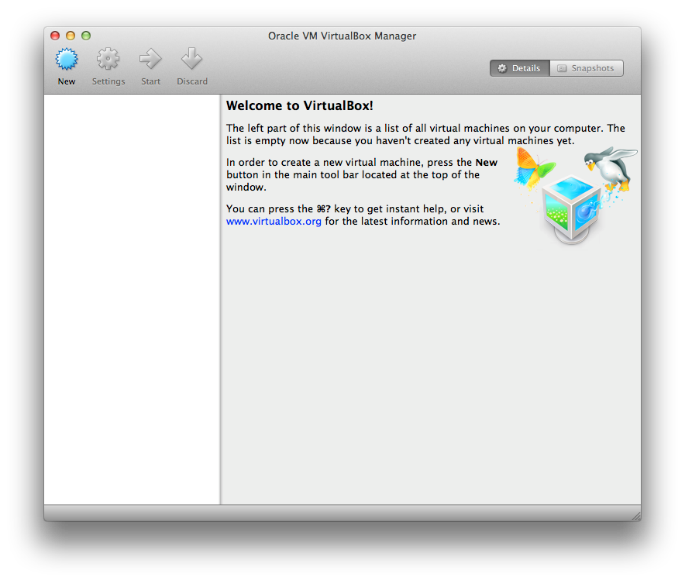 Oracle VM VirtualBox Manager
New Settings Start Discard
Details Snapshots
Welcome to VirtualBox!
The left part of this window is a list of all virtual machines on your computer. The
list is empty now because you haven't created any virtual machines yet.
In order to create a new virtual machine, press the New
button in the main tool bar located at the top of the
window.
You can press the ⌘? key to get instant help, or visit
www.virtualbox.org for the latest information and news.